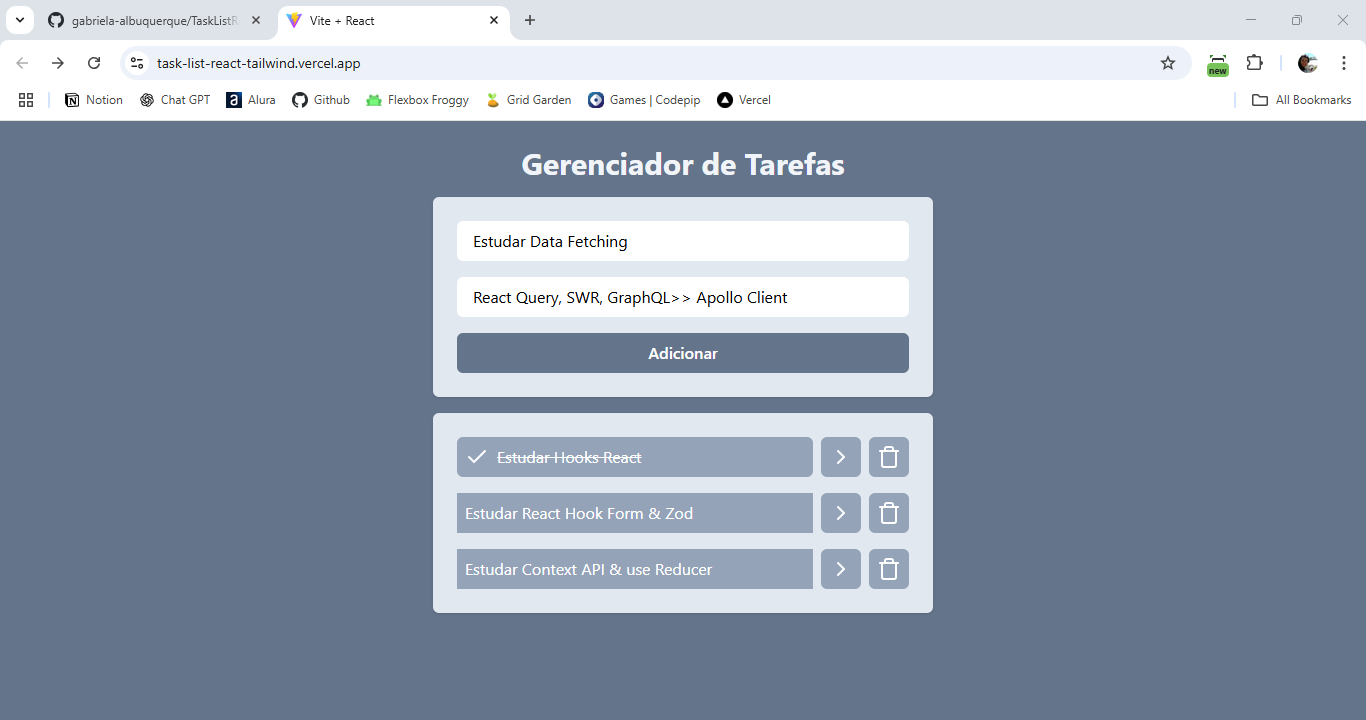 gabriela-albuquerque/TaskListR
Vite + React
task-list-react-tailwind.vercel.app
new
Notion
Chat GPT
Alura
Github
Flexbox Froggy
Grid Garden
Games | Codepip
Vercel
All Bookmarks
Gerenciador de Tarefas
Estudar Data Fetching
React Query, SWR, GraphQL>> Apollo Client
Adicionar
Estudar Hooks React
Estudar React Hook Form & Zod
Estudar Context API & use Reducer